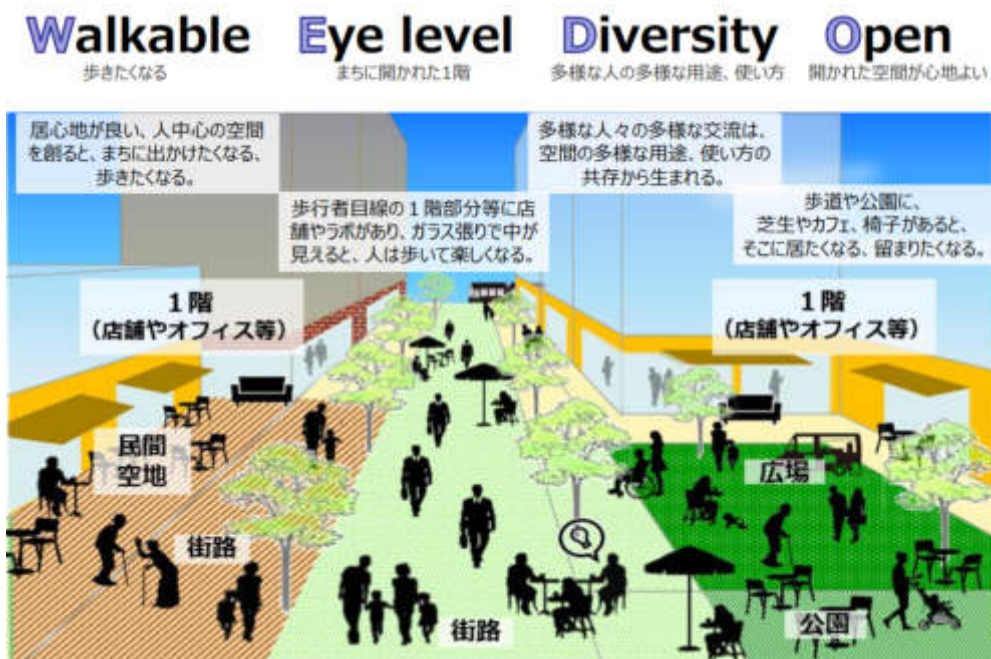 Walkable
歩きたくなる
Eye level
まちに開かれた1階
Diversity
多様な人の多様な用途、使い方
Open
開かれた空間が心地よい
居心地が良い、人中心の空間
を創ると、まちに出かけたくなる、
歩きたくなる。
歩行者目線の1階部分等に店
舗やラボがあり、ガラス張りで中が
見えると、人は歩いて楽しくなる。
多様な人々の多様な交流は、
空間の多様な用途、使い方の
共存から生まれる。
歩道や公園に、
芝生やカフェ、椅子があると、
そこに居たくなる、留まりたくなる。
1階
(店舗やオフィス等)
1階
(店舗やオフィス等)
民間
空地
広場
街路
街路
公園